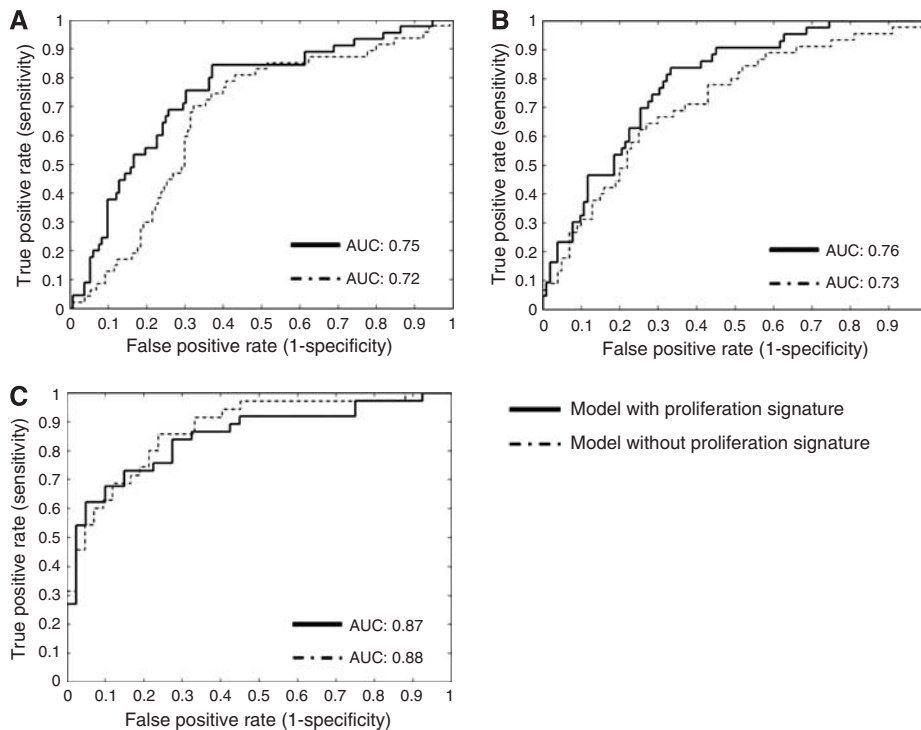 A
True positive rate (sensitivity)
1
0.9
0.8
0.7
0.6
0.5
0.4
0.3
0.2
0.1
0
AUC: 0.75
AUC: 0.72
0 0.1 0.2 0.3 0.4 0.5 0.6 0.7 0.8 0.9 1
False positive rate (1-specificity)
B
True positive rate (sensitivity)
1
0.9
0.8
0.7
0.6
0.5
0.4
0.3
0.2
0.1
0
AUC: 0.76
AUC: 0.73
0 0.1 0.2 0.3 0.4 0.5 0.6 0.7 0.8 0.9
False positive rate (1-specificity)
C
True positive rate (sensitivity)
1
0.9
0.8
0.7
0.6
0.5
0.4
0.3
0.2
0.1
0
AUC: 0.87
AUC: 0.88
0 0.1 0.2 0.3 0.4 0.5 0.6 0.7 0.8 0.9 1
False positive rate (1-specificity)
Model with proliferation signature
Model without proliferation signature